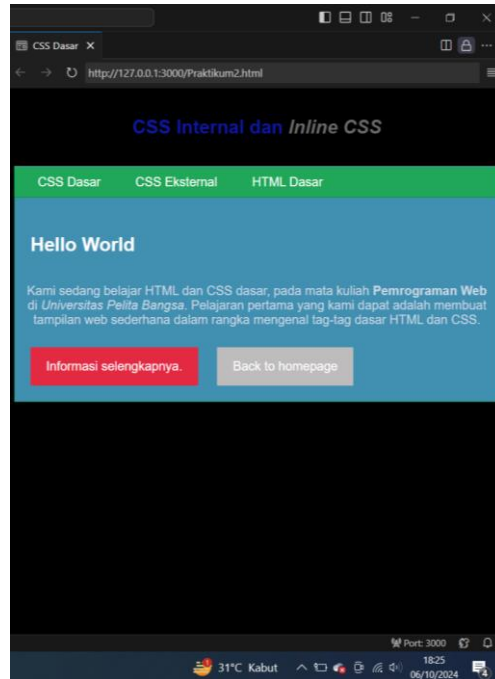 CSS Dasar
http://127.0.0.1:3000/Praktikum2.html
CSS Internal dan Inline CSS
CSS Dasar CSS Eksternal HTML Dasar
Hello World
Kami sedang belajar HTML dan CSS dasar, pada mata kuliah Pemrograman Web
di Universitas Pelita Bangsa. Pelajaran pertama yang kami dapat adalah membuat
tampilan web sederhana dalam rangka mengenal tag-tag dasar HTML dan CSS.
Informasi selengkapnya. Back to homepage
Port: 3000
31°C Kabut 18:25
06/10/2024